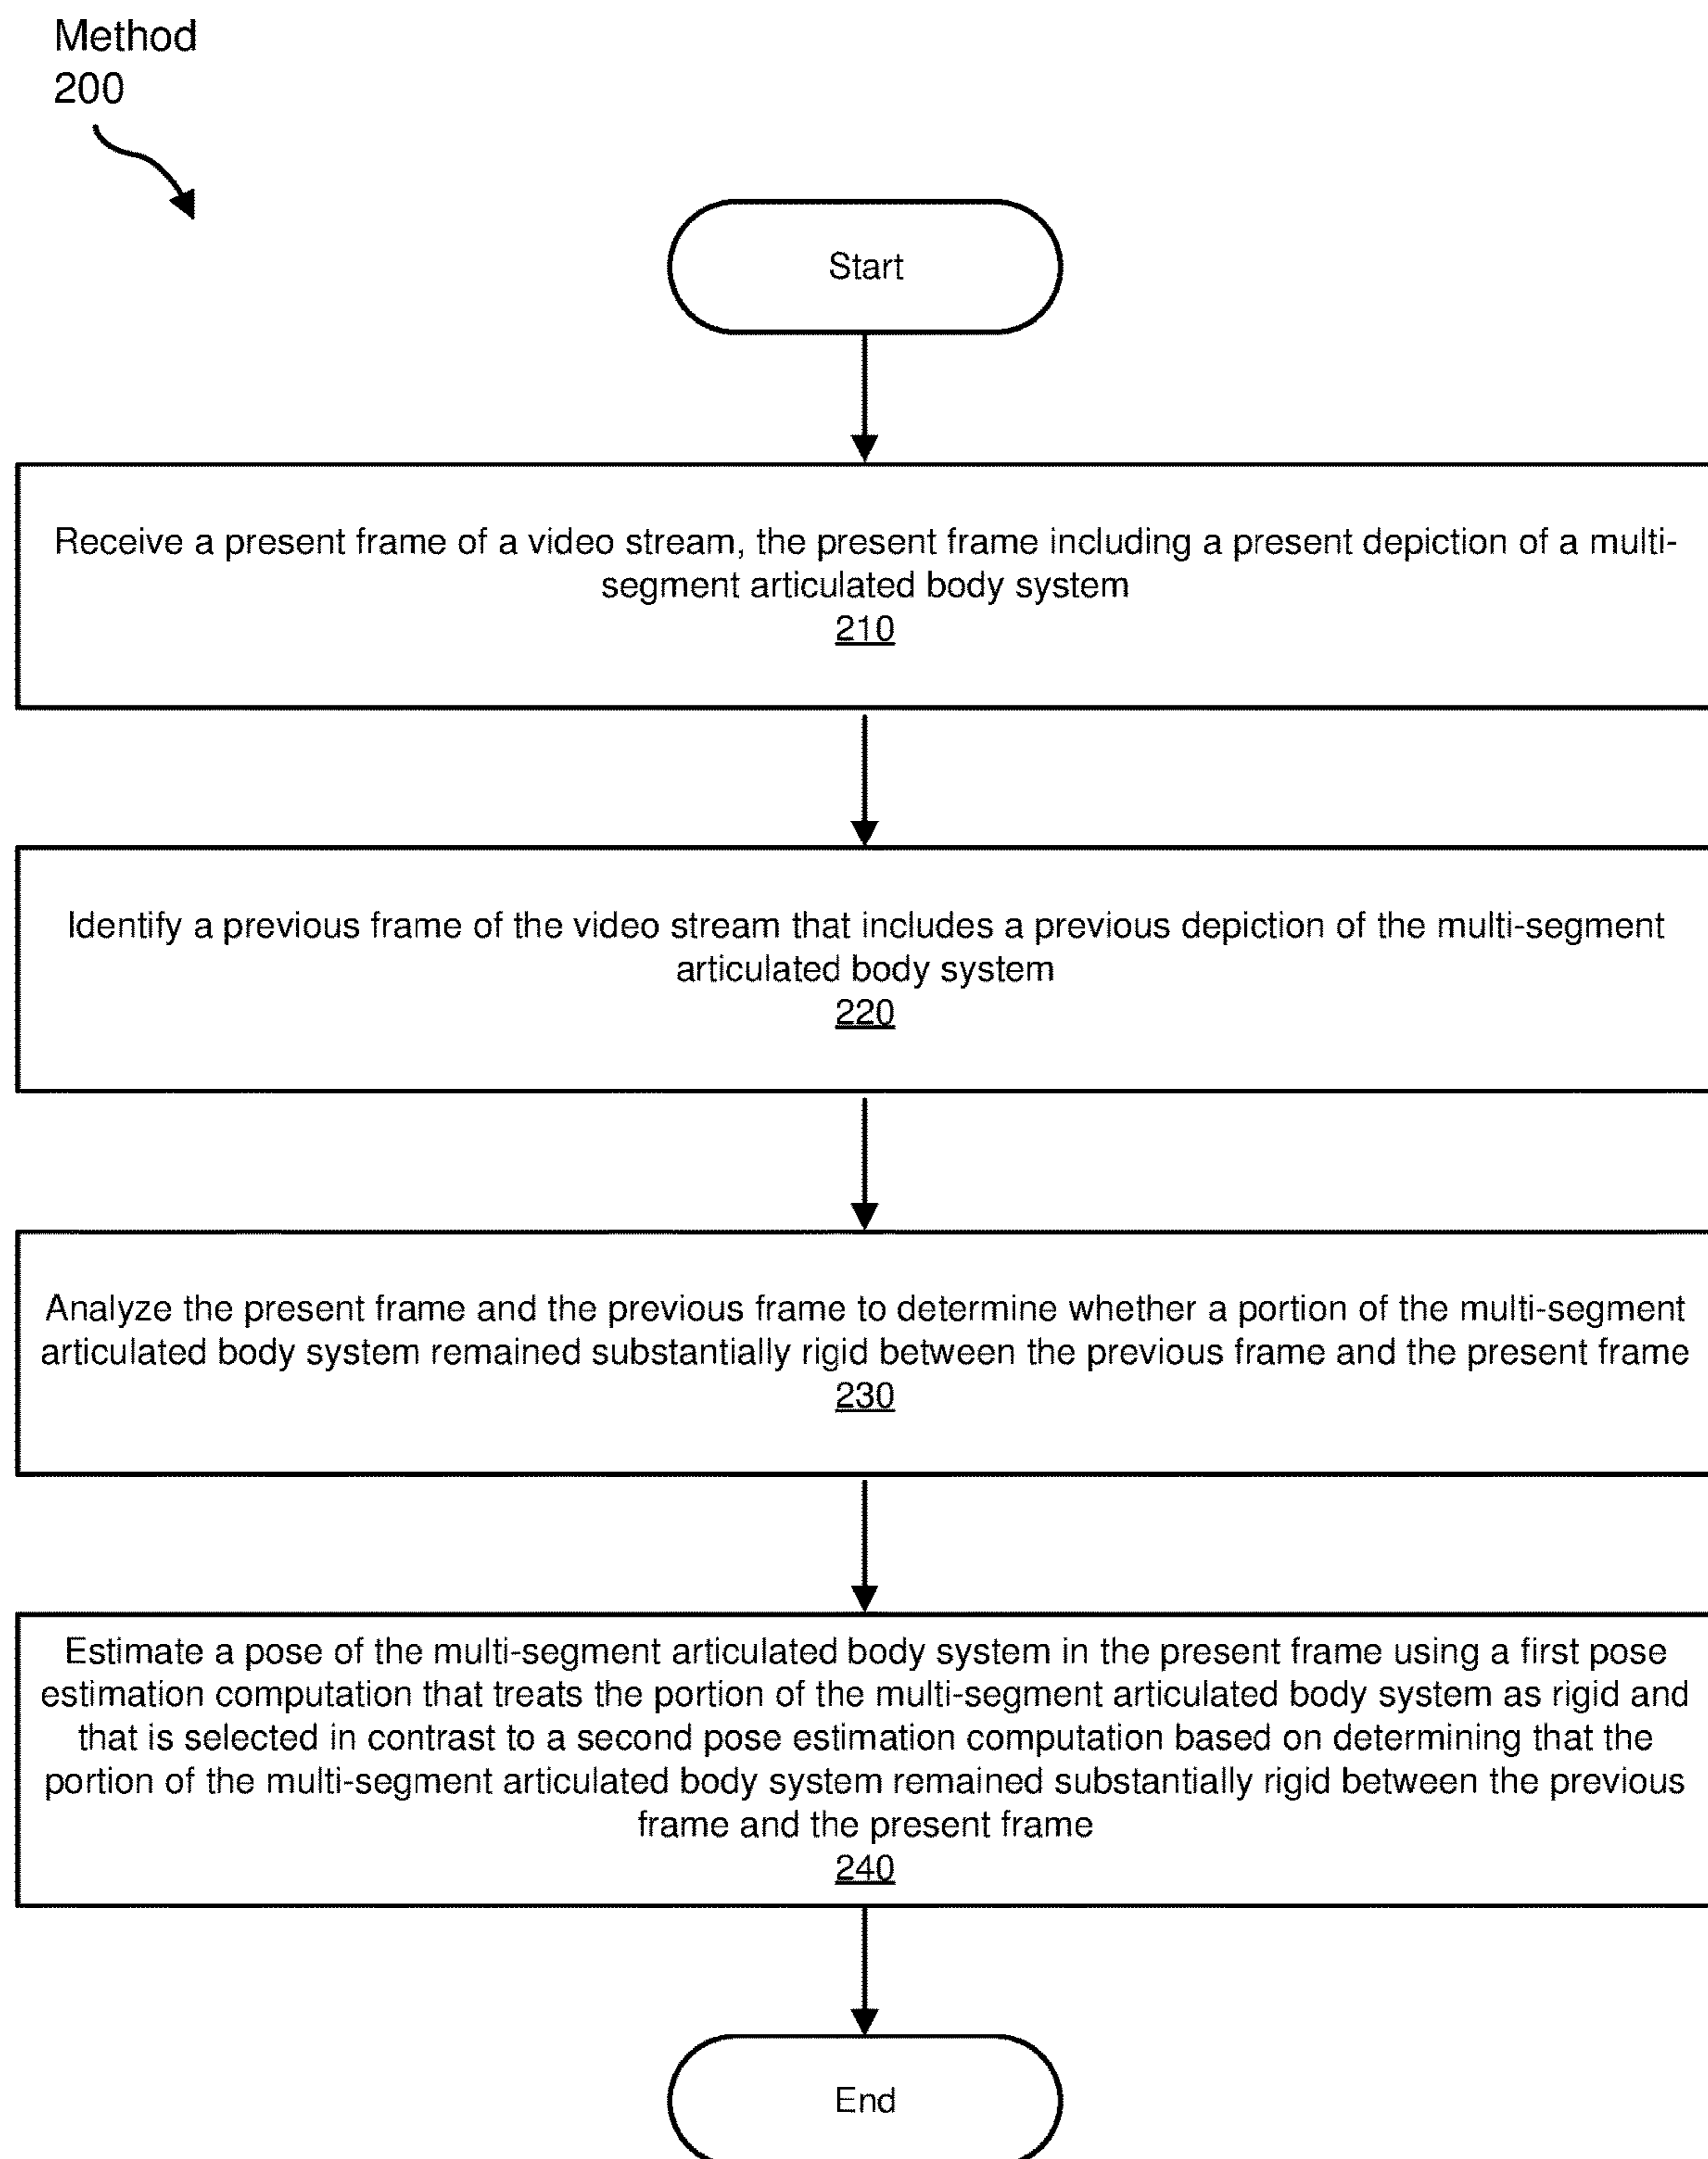 Method
200
Start
Receive a present frame of a video stream, the present frame including a present depiction of a multi-
segment articulated body system
210
Identify a previous frame of the video stream that includes a previous depiction of the multi-segment
articulated body system
220
Analyze the present frame and the previous frame to determine whether a portion of the multi-segment
articulated body system remained substantially rigid between the previous frame and the present frame
230
Estimate a pose of the multi-segment articulated body system in the present frame using a first pose
estimation computation that treats the portion of the multi-segment articulated body system as rigid and
that is selected in contrast to a second pose estimation computation based on determining that the
portion of the multi-segment articulated body system remained substantially rigid between the previous
frame and the present frame
240
End